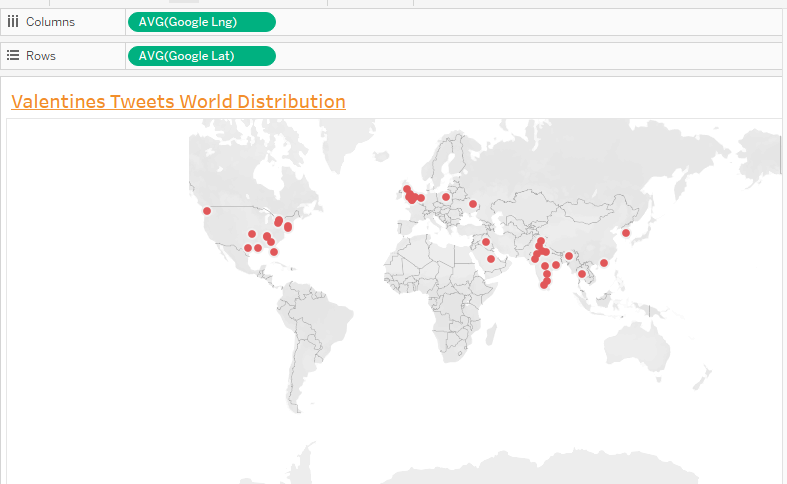 Columns AVG(Google Lng)
Rows AVG(Google Lat)
Valentines Tweets World Distribution